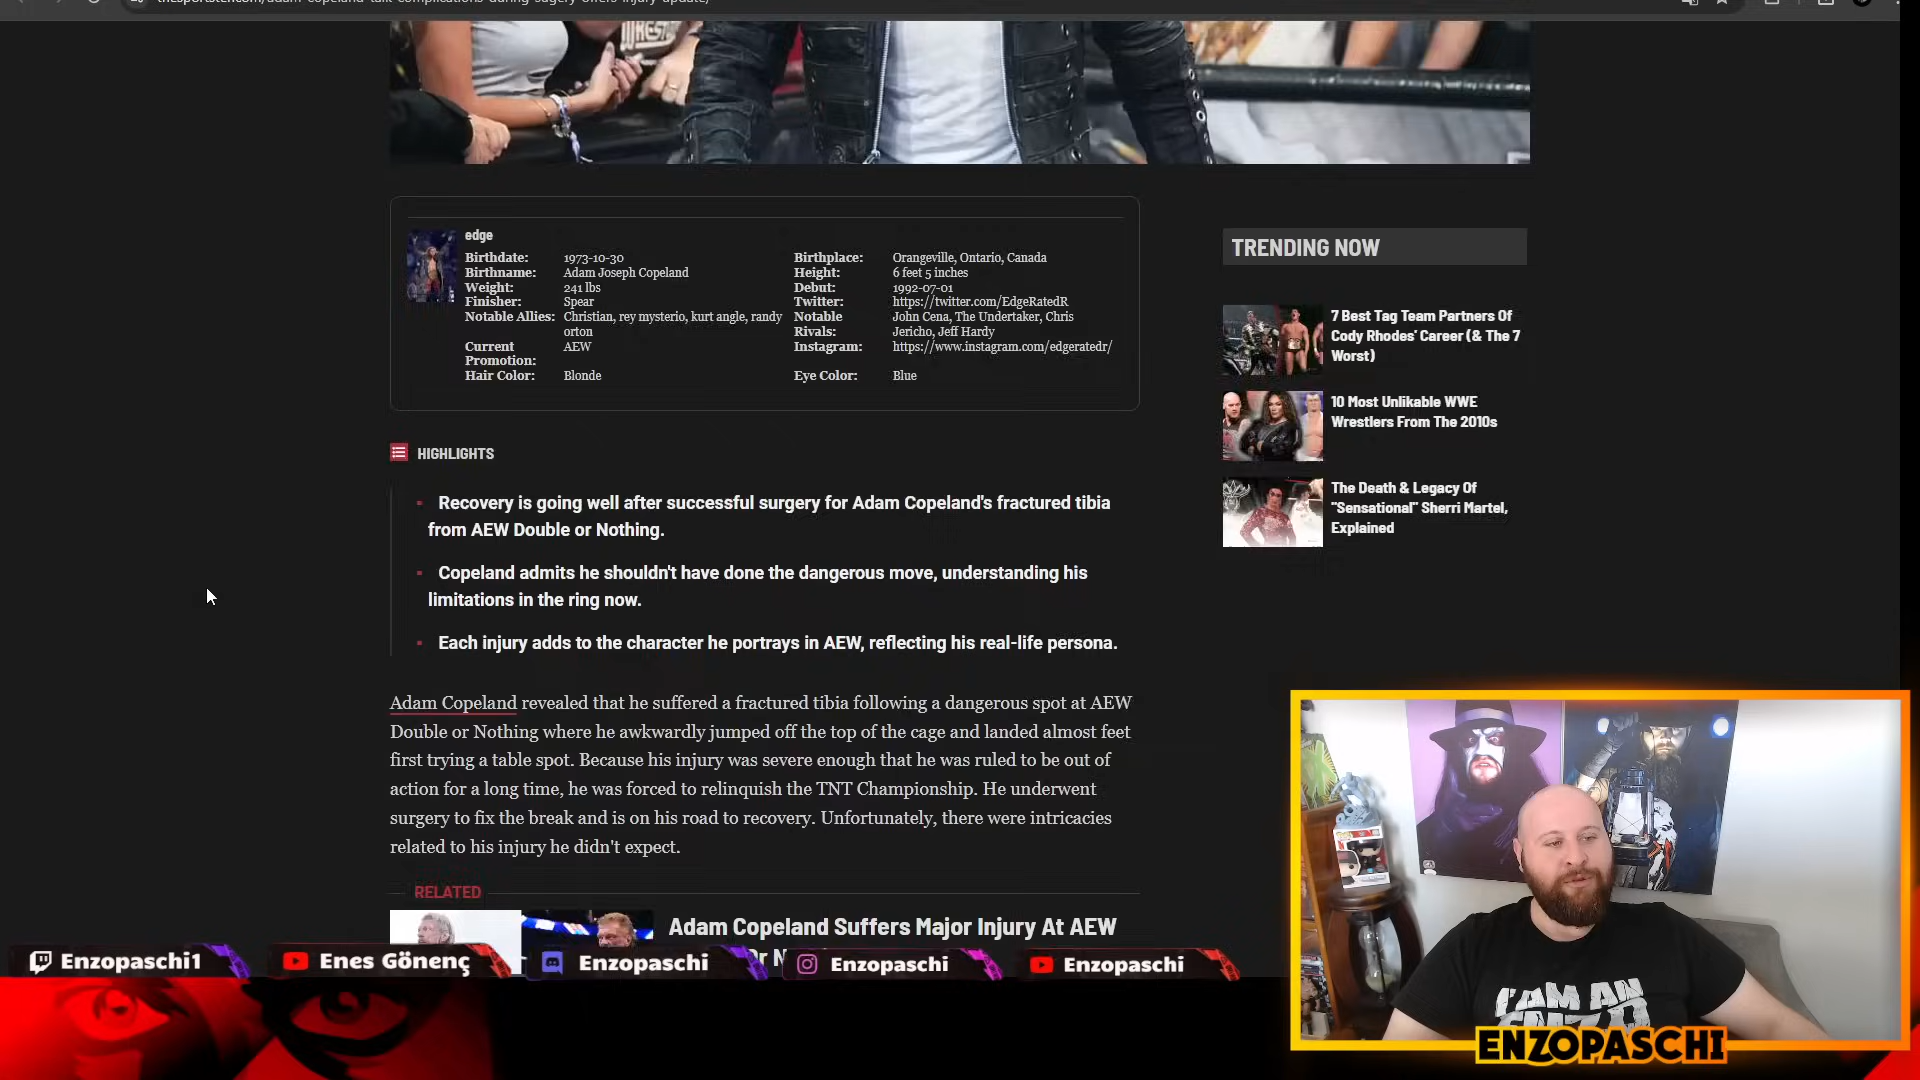 edge
Birthdate: 1973-10-30 Birthplace: Orangeville, Ontario, Canada
Birthname: Adam Joseph Copeland Height: 6 feet 5 inches
Weight: 241 lbs Debut: 1992-07-01
Finisher: Spear Twitter: https://twitter.com/EdgeRatedR
Notable Allies: Christian, rey mysterio, kurt angle, randy Notable John Cena, The Undertaker, Chris
orton Rivals: Jericho, Jeff Hardy
Current AEW Instagram: https://www.instagram.com/edgeratedr/
Promotion:
Hair Color: Blonde Eye Color: Blue
HIGHLIGHTS
Recovery is going well after successful surgery for Adam Copeland's fractured tibia
from AEW Double or Nothing.
Copeland admits he shouldn't have done the dangerous move, understanding his
limitations in the ring now.
Each injury adds to the character he portrays in AEW, reflecting his real-life persona.
Adam Copeland revealed that he suffered a fractured tibia following a dangerous spot at AEW
Double or Nothing where he awkwardly jumped off the top of the cage and landed almost feet
first trying a table spot. Because his injury was severe enough that he was ruled to be out of
action for a long time, he was forced to relinquish the TNT Championship. He underwent
surgery to fix the break and is on his road to recovery. Unfortunately, there were intricacies
related to his injury he didn't expect.
RELATED
Adam Copeland Suffers Major Injury At AEW
TRENDING NOW
7 Best Tag Team Partners Of
Cody Rhodes' Career (& The 7
Worst)
10 Most Unlikable WWE
Wrestlers From The 2010s
The Death & Legacy Of
"Sensational" Sherri Martel,
Explained
Enzopaschi1
Enes Gönenç
Enzopaschi
Enzopaschi
Enzopaschi
I AM AN
ENZOPASCHI